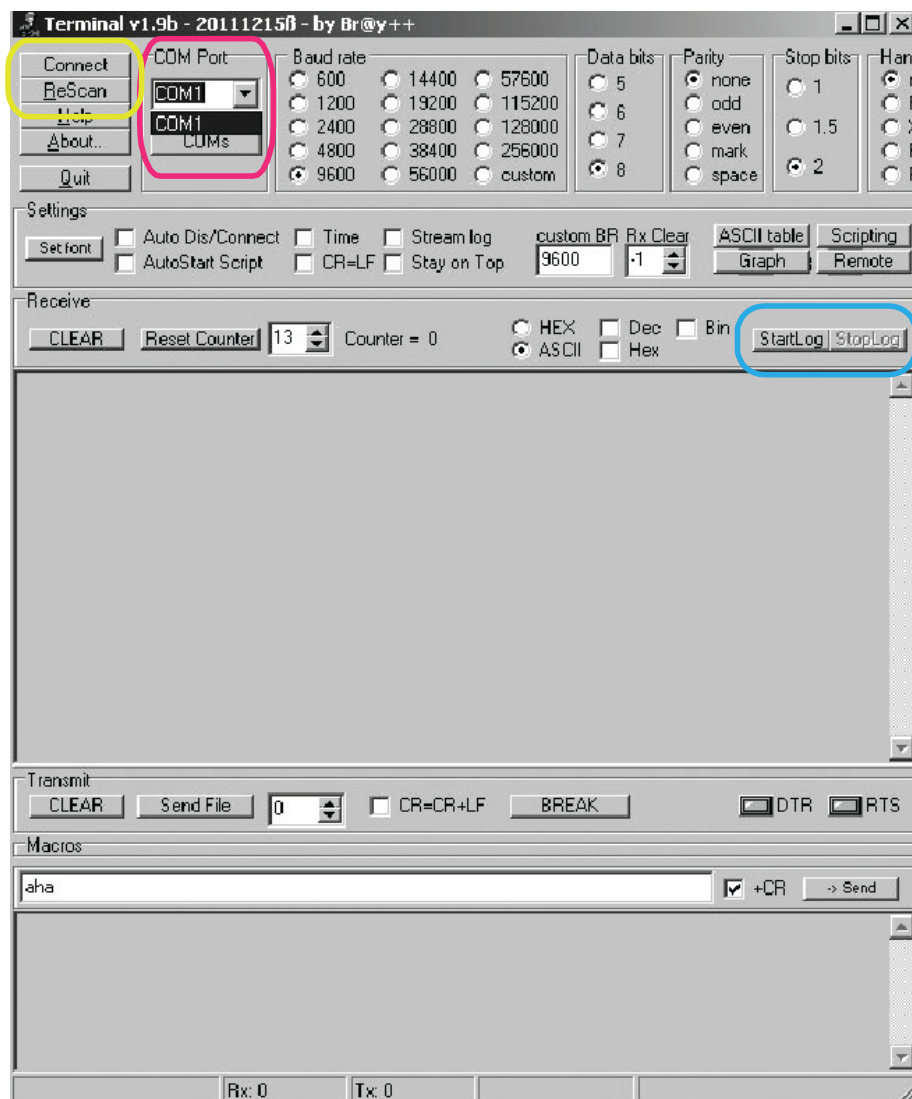 Terminal v1.9b - 20111215ß - by Br@y++
Connect
ReScan
Help
About..
Quit
COM Port
COM1
COM1
COMs
Baud rate
600 14400 57600
1200 19200 115200
2400 28800 128000
4800 38400 256000
9600 56000 custom
Data bits
5
6
7
8
Parity
none
odd
even
mark
space
Stop bits
1
1.5
2
Han
Settings
Set font
Auto Dis/Connect Time Stream log
AutoStart Script CR=LF Stay on Top
custom BR Rx Clear
9600 -1
ASCII table Scripting
Graph Remote
Receive
CLEAR Reset Counter 13 Counter = 0
HEX Dec Bin
ASCII Hex
StartLog StopLog
Transmit
CLEAR Send File 0 CR=CR+LF BREAK DTR RTS
Macros
aha +CR -> Send
Rx: 0 Tx: 0